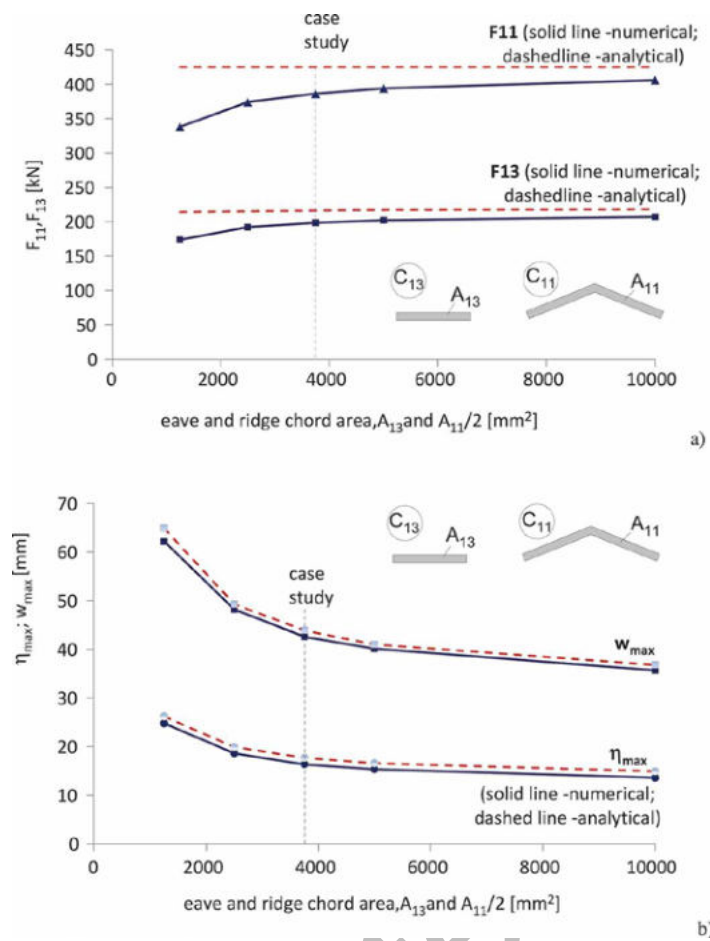 case
study
F11 (solid line -numerical;
dashedline -analytical)
450
400
350
300
250
200
150
100
50
0
F₁₁,F₁₃ [kN]
F13 (solid line -numerical;
dashedline -analytical)
C₁₃
A₁₃
C₁₁
A₁₁
0
2000
4000
6000
8000
10000
eave and ridge chord area,A₁₃and A₁₁/2 [mm²]
a)
70
60
50
40
30
20
10
0
ηmax; wmax [mm]
C₁₃
A₁₃
C₁₁
A₁₁
case
study
wmax
ηmax
(solid line -numerical;
dashed line -analytical)
0
2000
4000
6000
8000
10000
eave and ridge chord area,A₁₃and A₁₁/2 [mm²]
b)